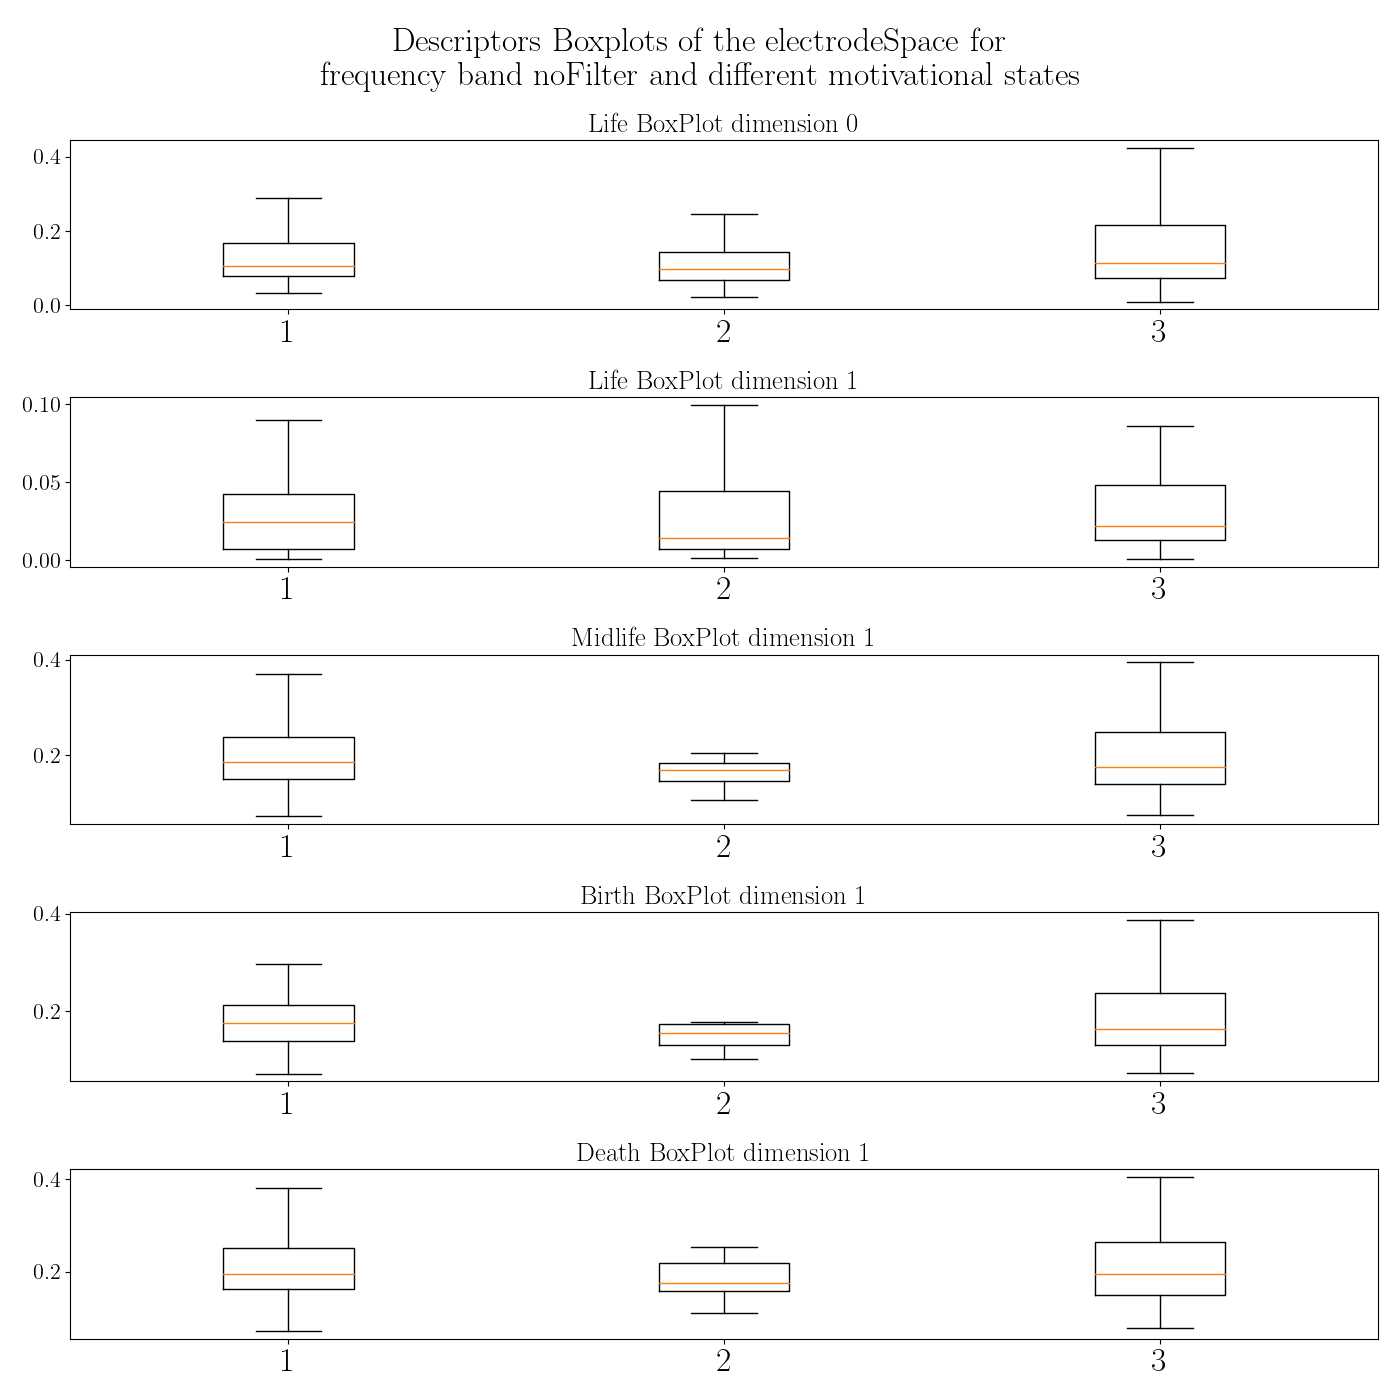 Descriptors Boxplots of the electrodeSpace for
frequency band noFilter and different motivational states
Life BoxPlot dimension 0
0.4
0.2
0.0
1 2 3
Life BoxPlot dimension 1
0.10
0.05
0.00
1 2 3
Midlife BoxPlot dimension 1
0.4
0.2
1 2 3
Birth BoxPlot dimension 1
0.4
0.2
1 2 3
Death BoxPlot dimension 1
0.4
0.2
1 2 3